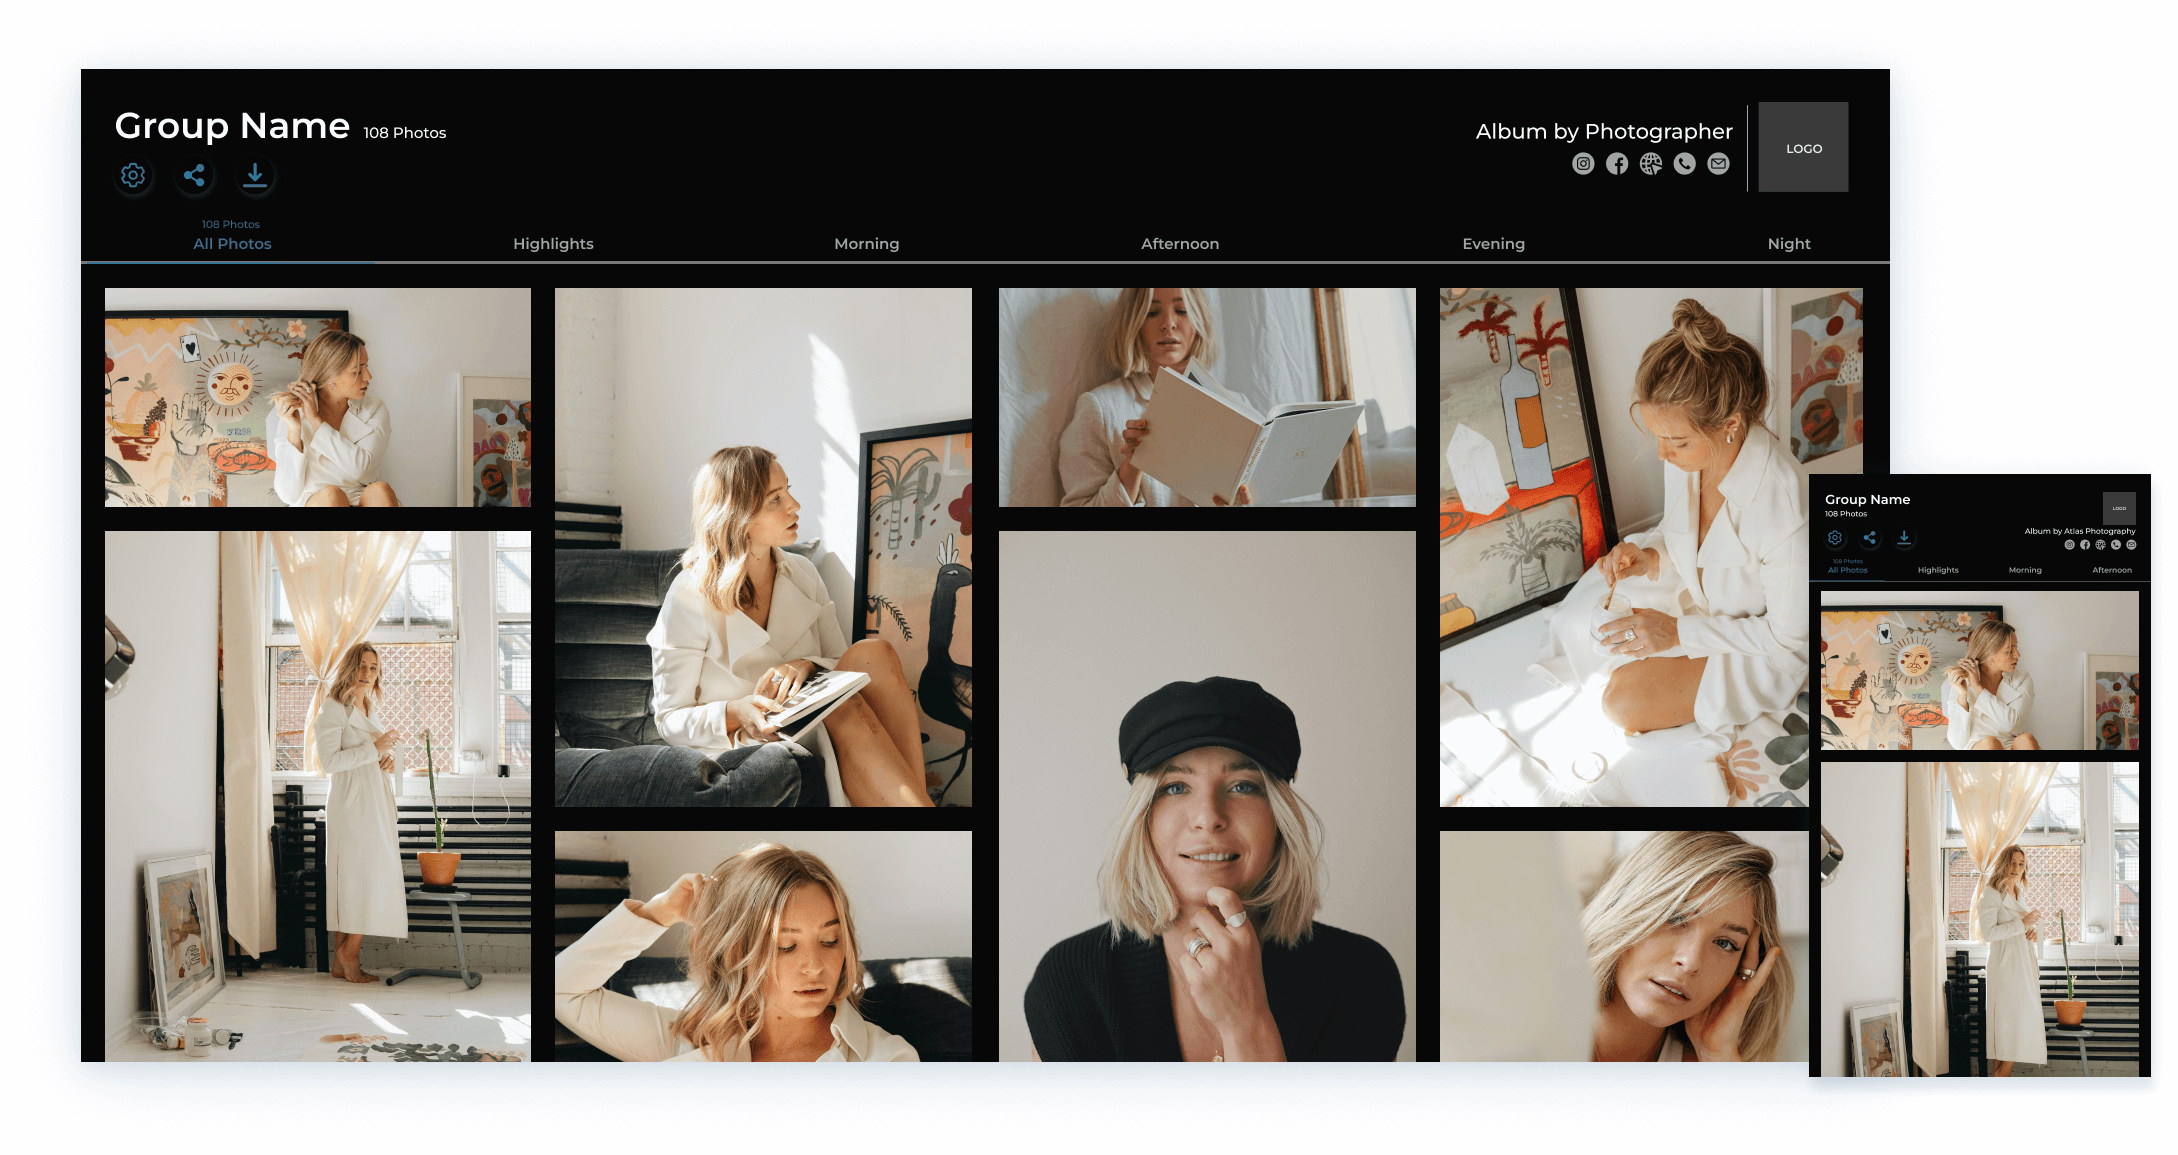 Group Name 108 Photos
Album by Photographer
LOGO
108 Photos
All Photos Highlights Morning Afternoon Evening Night
Group Name
108 Photos
LOGO
Album by Atlas Photography
108 Photos
All Photos Highlights Morning Afternoon